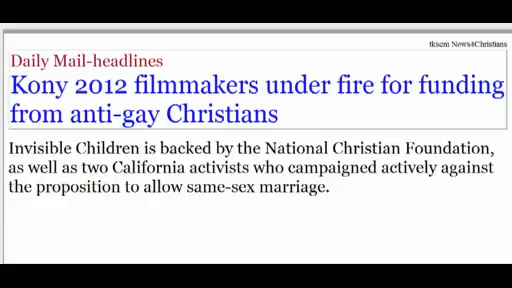 tksem News4Christians
Daily Mail-headlines
Kony 2012 filmmakers under fire for funding
from anti-gay Christians
Invisible Children is backed by the National Christian Foundation,
as well as two California activists who campaigned actively against
the proposition to allow same-sex marriage.